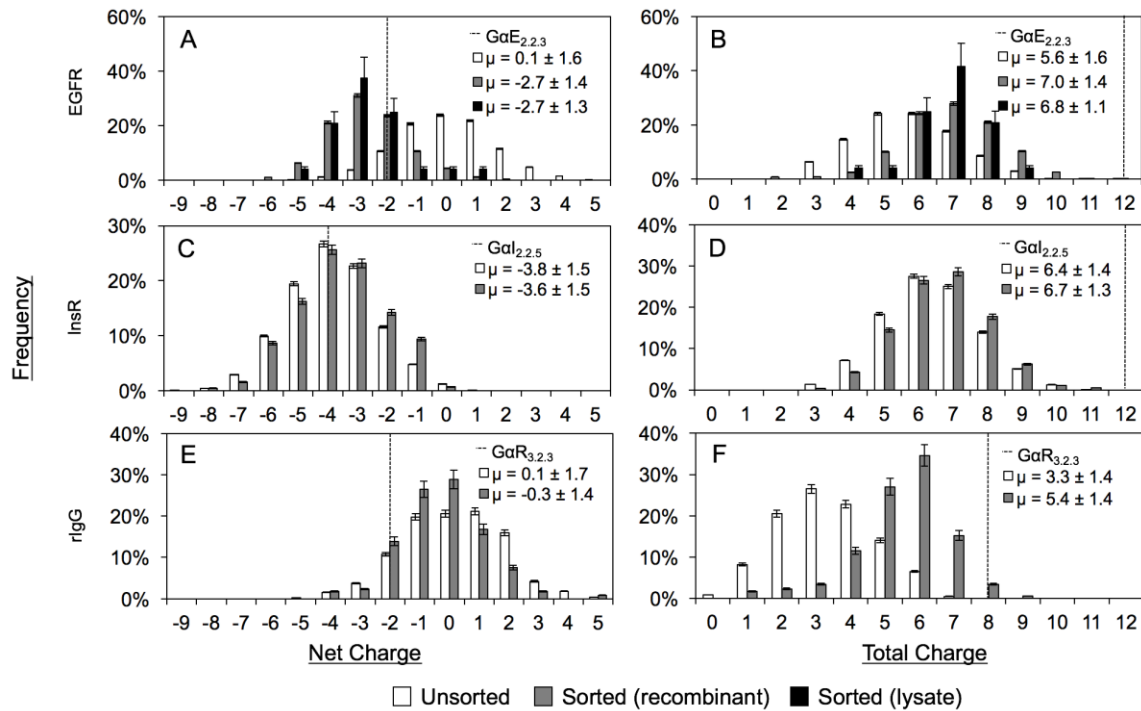 Frequency
EGFR
InsR
rIgG
A
60%
40%
20%
0%
GαE2.2.3
μ = 0.1 ± 1.6
μ = -2.7 ± 1.4
μ = -2.7 ± 1.3
-9 -8 -7 -6 -5 -4 -3 -2 -1 0 1 2 3 4 5
B
60%
40%
20%
0%
GαE2.2.3
μ = 5.6 ± 1.6
μ = 7.0 ± 1.4
μ = 6.8 ± 1.1
0 1 2 3 4 5 6 7 8 9 10 11 12
C
30%
20%
10%
0%
GαI2.2.5
μ = -3.8 ± 1.5
μ = -3.6 ± 1.5
-9 -8 -7 -6 -5 -4 -3 -2 -1 0 1 2 3 4 5
D
40%
30%
20%
10%
0%
GαI2.2.5
μ = 6.4 ± 1.4
μ = 6.7 ± 1.3
0 1 2 3 4 5 6 7 8 9 10 11 12
E
40%
30%
20%
10%
0%
GαR3.2.3
μ = 0.1 ± 1.7
μ = -0.3 ± 1.4
-9 -8 -7 -6 -5 -4 -3 -2 -1 0 1 2 3 4 5
Net Charge
F
40%
30%
20%
10%
0%
GαR3.2.3
μ = 3.3 ± 1.4
μ = 5.4 ± 1.4
0 1 2 3 4 5 6 7 8 9 10 11 12
Total Charge
Unsorted Sorted (recombinant) Sorted (lysate)